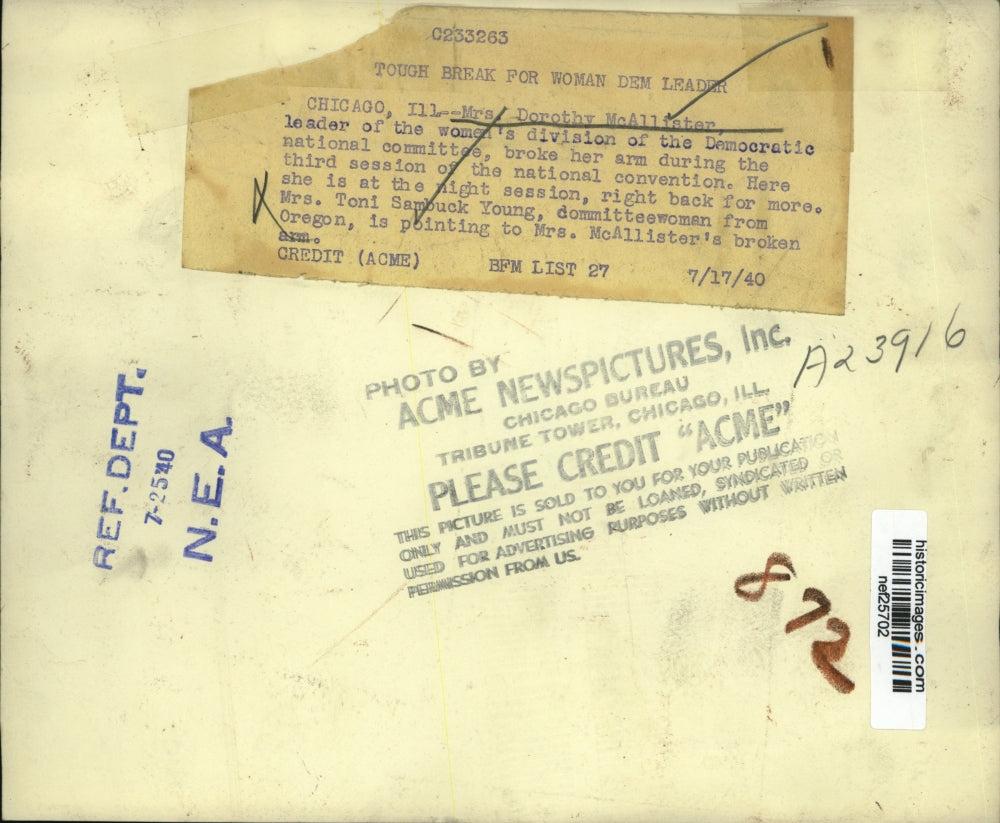 C233263
TOUGH BREAK FOR WOMAN DEM LEADER
CHICAGO, Ill--Mrs. Dorothy McAllister,
leader of the women's division of the Democratic
national committee, broke her arm during the
third session of the national convention. Here
she is at the night session, right back for more.
Mrs. Toni Sambuck Young, dommitteewoman from
Oregon, is pointing to Mrs. McAllister's broken
arm.
CREDIT (ACME) BFM LIST 27 7/17/40
PHOTO BY
ACME NEWSPICTURES, Inc.
CHICAGO BUREAU
TRIBUNE TOWER, CHICAGO, ILL.
PLEASE CREDIT "ACME"
THIS PICTURE IS SOLD TO YOU FOR YOUR PUBLICATION
ONLY AND MUST NOT BE LOANED, SYNDICATED OR
USED FOR ADVERTISING PURPOSES WITHOUT WRITTEN
PERMISSION FROM US.
A23916
REF. DEPT.
7-25 40
N.E.A.
872
historicimages.com
nef25702